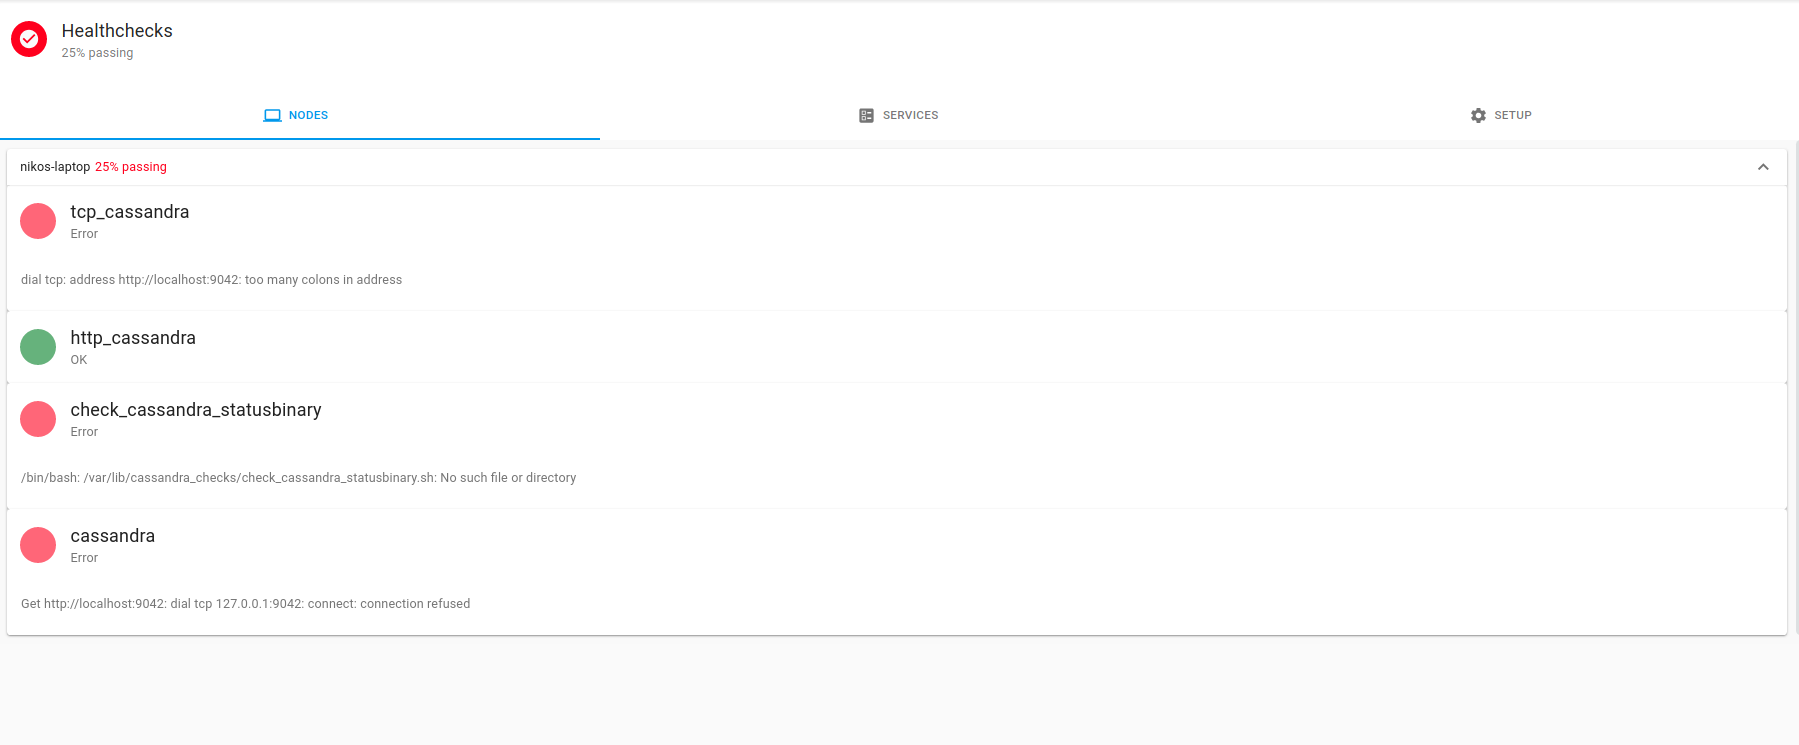 Healthchecks
25% passing
NODES
SERVICES
SETUP
nikos-laptop 25% passing
tcp_cassandra
Error
dial tcp: address http://localhost:9042: too many colons in address
http_cassandra
OK
check_cassandra_statusbinary
Error
/bin/bash: /var/lib/cassandra_checks/check_cassandra_statusbinary.sh: No such file or directory
cassandra
Error
Get http://localhost:9042: dial tcp 127.0.0.1:9042: connect: connection refused